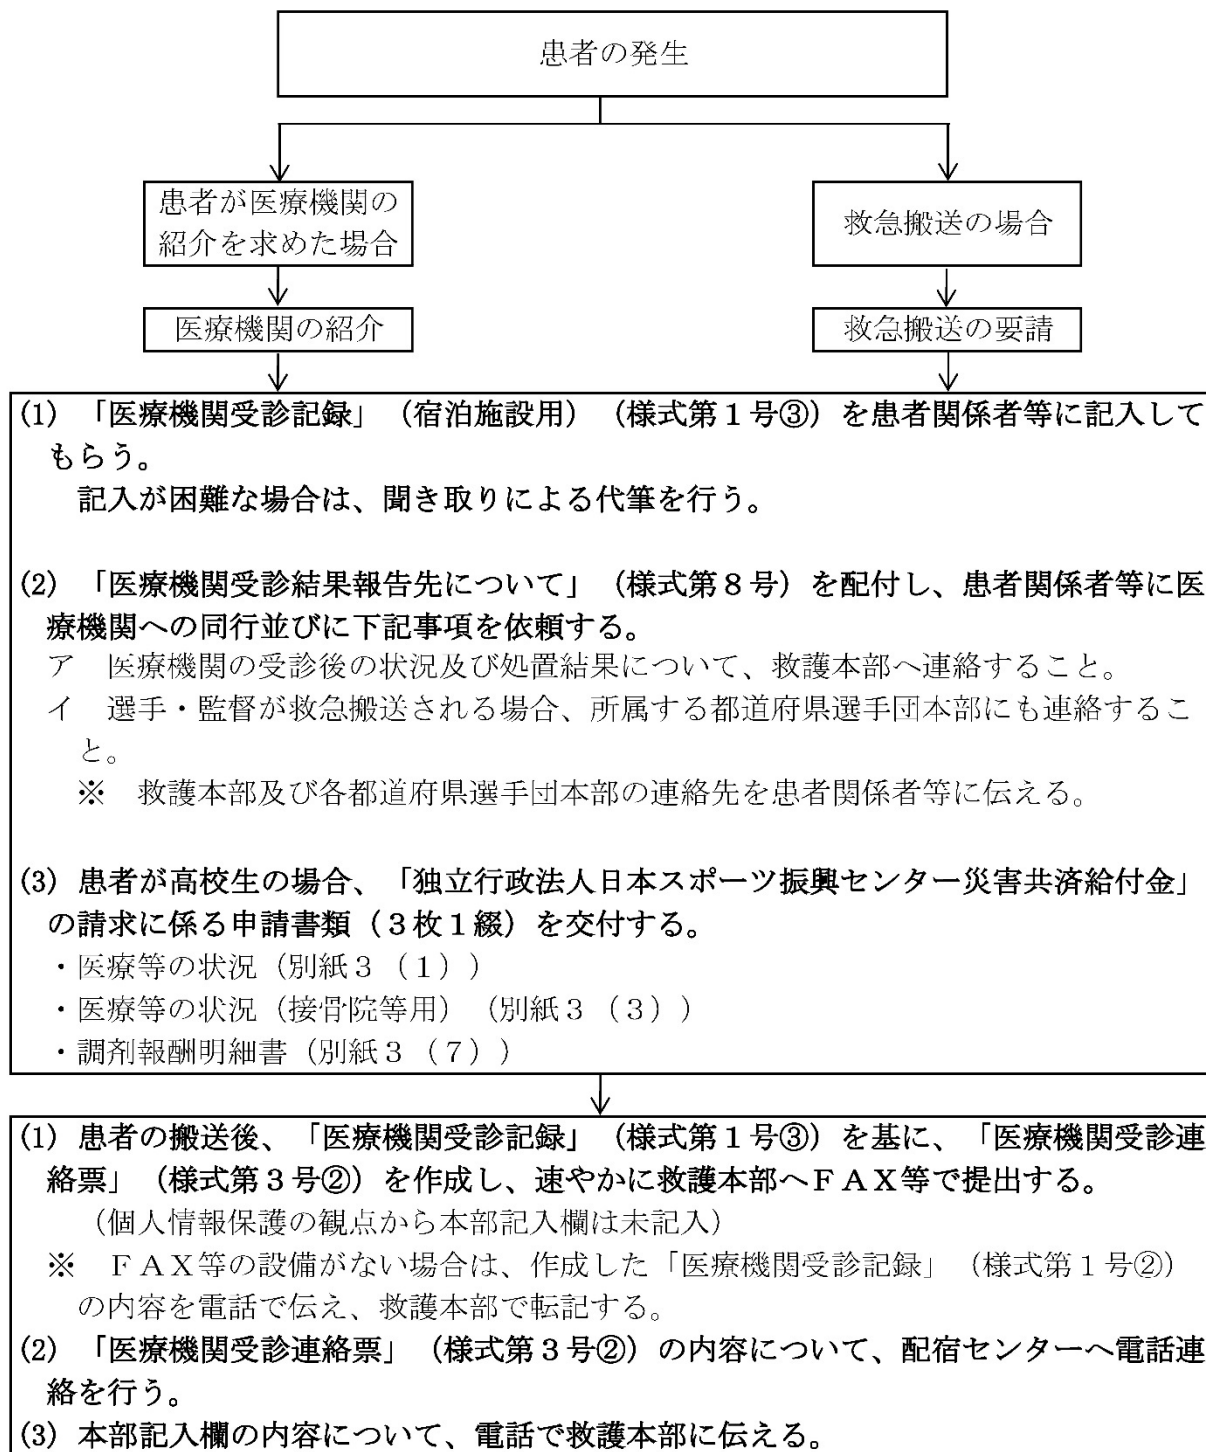 患者の発生
患者が医療機関の
紹介を求めた場合
救急搬送の場合
医療機関の紹介
救急搬送の要請
(1) 「医療機関受診記録」（宿泊施設用）（様式第１号③）を患者関係者等に記入して
もらう。
記入が困難な場合は、聞き取りによる代筆を行う。
(2) 「医療機関受診結果報告先について」（様式第８号）を配付し、患者関係者等に医
療機関への同行並びに下記事項を依頼する。
ア　医療機関の受診後の状況及び処置結果について、救護本部へ連絡すること。
イ　選手・監督が救急搬送される場合、所属する都道府県選手団本部にも連絡するこ
と。
※　救護本部及び各都道府県選手団本部の連絡先を患者関係者等に伝える。
(3) 患者が高校生の場合、「独立行政法人日本スポーツ振興センター災害共済給付金」
の請求に係る申請書類（３枚１綴）を交付する。
・医療等の状況（別紙３（１））
・医療等の状況（接骨院等用）（別紙３（３））
・調剤報酬明細書（別紙３（７））
(1) 患者の搬送後、「医療機関受診記録」（様式第１号③）を基に、「医療機関受診連
絡票」（様式第３号②）を作成し、速やかに救護本部へＦＡＸ等で提出する。
（個人情報保護の観点から本部記入欄は未記入）
※　ＦＡＸ等の設備がない場合は、作成した「医療機関受診記録」（様式第１号②）
の内容を電話で伝え、救護本部で転記する。
(2) 「医療機関受診連絡票」（様式第３号②）の内容について、配宿センターへ電話連
絡を行う。
(3) 本部記入欄の内容について、電話で救護本部に伝える。